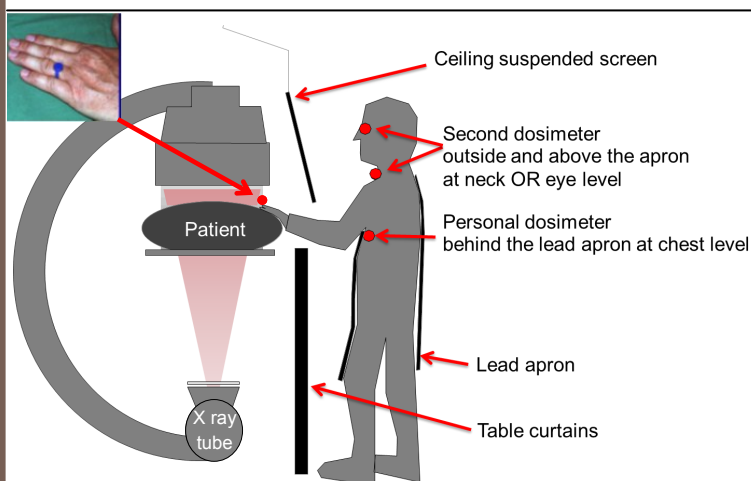 Ceiling suspended screen
Second dosimeter
outside and above the apron
at neck OR eye level
Patient
Personal dosimeter
behind the lead apron at chest level
Lead apron
X ray
tube
Table curtains